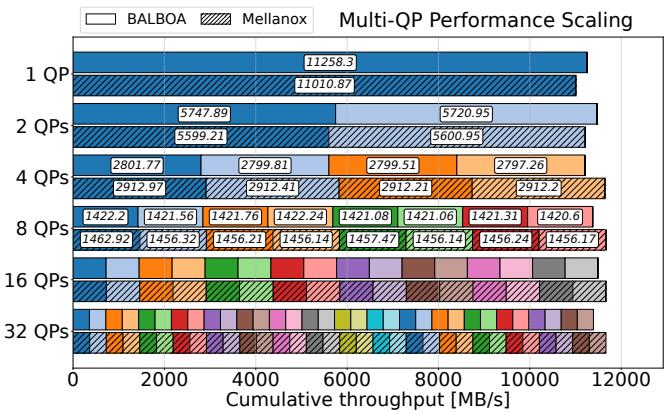 BALBOA Mellanox Multi-QP Performance Scaling
1 QP
11258.3
11010.87
2 QPs
5747.89 5720.95
5599.21 5600.95
4 QPs
2801.77 2799.81 2799.51 2797.26
2912.97 2912.41 2912.21 2912.2
8 QPs
1422.2 1421.56 1421.76 1422.24 1421.08 1421.06 1421.31 1420.6
1462.92 1456.32 1456.21 1456.14 1457.47 1456.14 1456.24 1456.17
16 QPs
32 QPs
0 2000 4000 6000 8000 10000 12000
Cumulative throughput [MB/s]